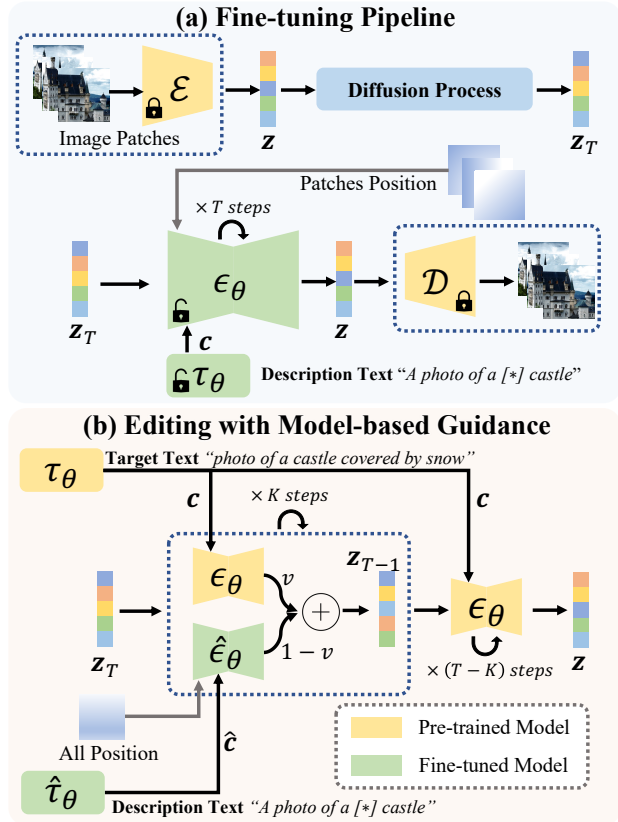 (a) Fine-tuning Pipeline
ℰ
Image Patches
z
Diffusion Process
z_T
Patches Position
× T steps
z_T
ϵ_θ
z
𝒟
c
τ_θ
Description Text “A photo of a [*] castle”
(b) Editing with Model-based Guidance
τ_θ
Target Text “photo of a castle covered by snow”
c
× K steps
c
z_T
ϵ_θ
v
+
z_{T−1}
ϵ_θ
z
ϵ̂_θ
1 − v
× (T − K) steps
All Position
ĉ
Pre-trained Model
Fine-tuned Model
τ̂_θ
Description Text “A photo of a [*] castle”